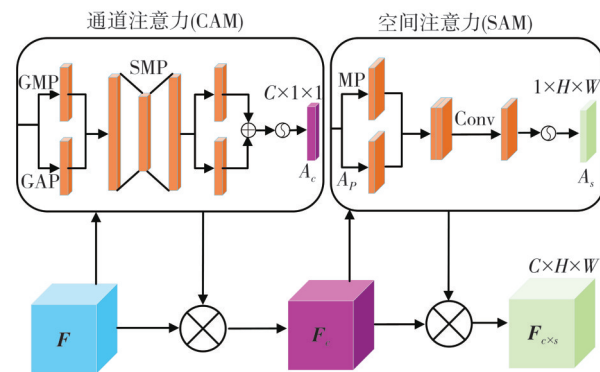 通道注意力(CAM)
空间注意力(SAM)
GMP
SMP
C×1×1
GAP
A_c
MP
1×H×W
Conv
A_P
A_s
C×H×W
F
F_c×s